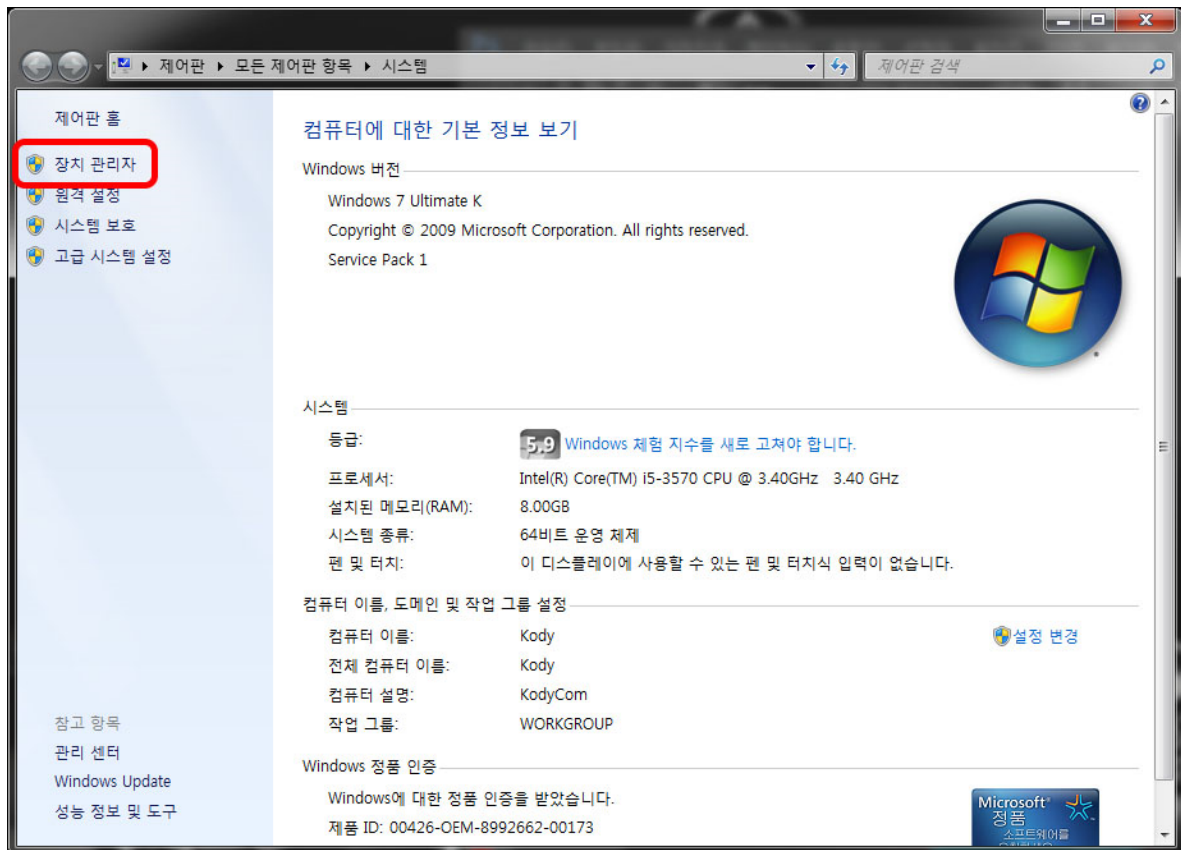 제어판 ▸ 모든 제어판 항목 ▸ 시스템
제어판 검색
제어판 홈
장치 관리자
원격 설정
시스템 보호
고급 시스템 설정
컴퓨터에 대한 기본 정보 보기
Windows 버전
Windows 7 Ultimate K
Copyright © 2009 Microsoft Corporation. All rights reserved.
Service Pack 1
시스템
등급: 5.9 Windows 체험 지수를 새로 고쳐야 합니다.
프로세서: Intel(R) Core(TM) i5-3570 CPU @ 3.40GHz 3.40 GHz
설치된 메모리(RAM): 8.00GB
시스템 종류: 64비트 운영 체제
펜 및 터치: 이 디스플레이에 사용할 수 있는 펜 및 터치식 입력이 없습니다.
컴퓨터 이름, 도메인 및 작업 그룹 설정
컴퓨터 이름: Kody 설정 변경
전체 컴퓨터 이름: Kody
컴퓨터 설명: KodyCom
작업 그룹: WORKGROUP
참고 항목
관리 센터
Windows Update
성능 정보 및 도구
Windows 정품 인증
Windows에 대한 정품 인증을 받았습니다.
제품 ID: 00426-OEM-8992662-00173
Microsoft
정품
소프트웨어를